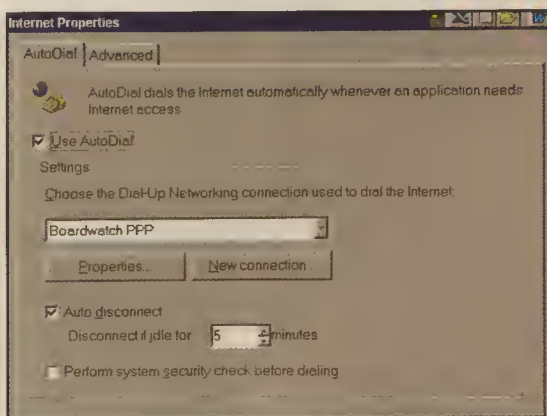 Internet Properties
AutoDial
Advanced
AutoDial dials the Internet automatically whenever an application needs
Internet access
Use AutoDial
Settings
Choose the Dial-Up Networking connection used to dial the Internet:
Boardwatch PPP
Properties...
New connection...
Auto disconnect
Disconnect if idle for 5 minutes
Perform system security check before dialing